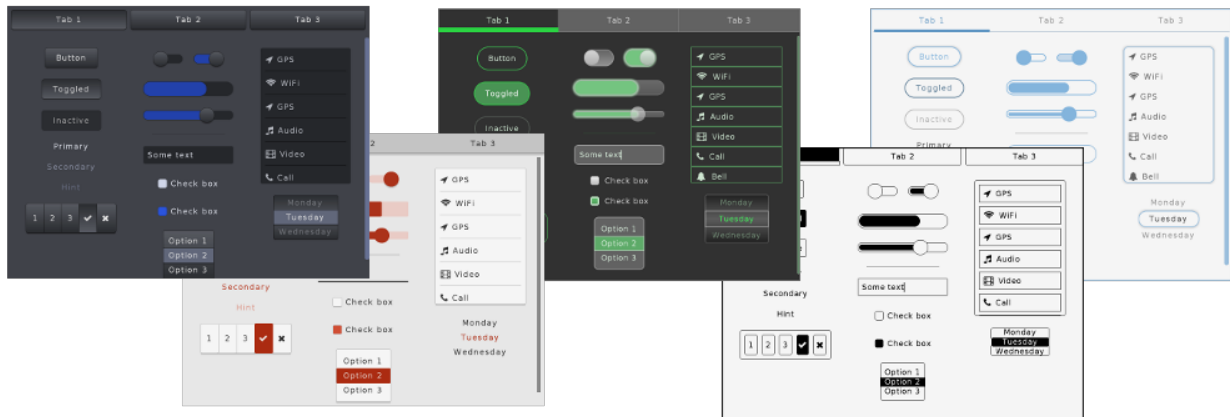 Tab 1
Tab 2
Tab 3
Button
Toggled
Inactive
Primary
Secondary
Hint
1 2 3
GPS
WiFi
GPS
Audio
Video
Call
Some text
Check box
Check box
Option 1
Option 2
Option 3
Monday
Tuesday
Wednesday
2
Tab 3
GPS
WiFi
GPS
Audio
Video
Call
Secondary
Hint
1 2 3
Check box
Check box
Option 1
Option 2
Option 3
Monday
Tuesday
Wednesday
Tab 1
Tab 2
Tab 3
Button
Toggled
Inactive
GPS
WiFi
GPS
Audio
Video
Call
Bell
Some text
Check box
Check box
Option 1
Option 2
Option 3
Monday
Tuesday
Wednesday
Tab 2
Tab 3
GPS
WiFi
GPS
Audio
Video
Call
Some text
Secondary
Hint
1 2 3
Check box
Check box
Option 1
Option 2
Option 3
Monday
Tuesday
Wednesday
Tab 1
Tab 2
Tab 3
Button
Toggled
Inactive
Primary
GPS
WiFi
GPS
Audio
Video
Call
Bell
Monday
Tuesday
Wednesday